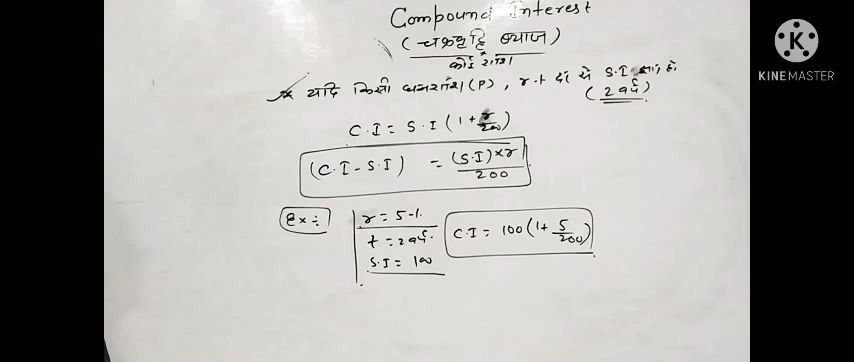 Compound Interest
(चक्रवृद्धि ब्याज)
कोई राशि
यदि किसी धनराशि (P), r% दर से S.I ज्ञात हो
(2 वर्ष)
C.I = S.I (1 + r/200)
(C.I - S.I) = (S.I) × r / 200
Ex ÷
r = 5%
t = 2 वर्ष
S.I = 100
C.I = 100 (1 + 5/200)
K
KINEMASTER